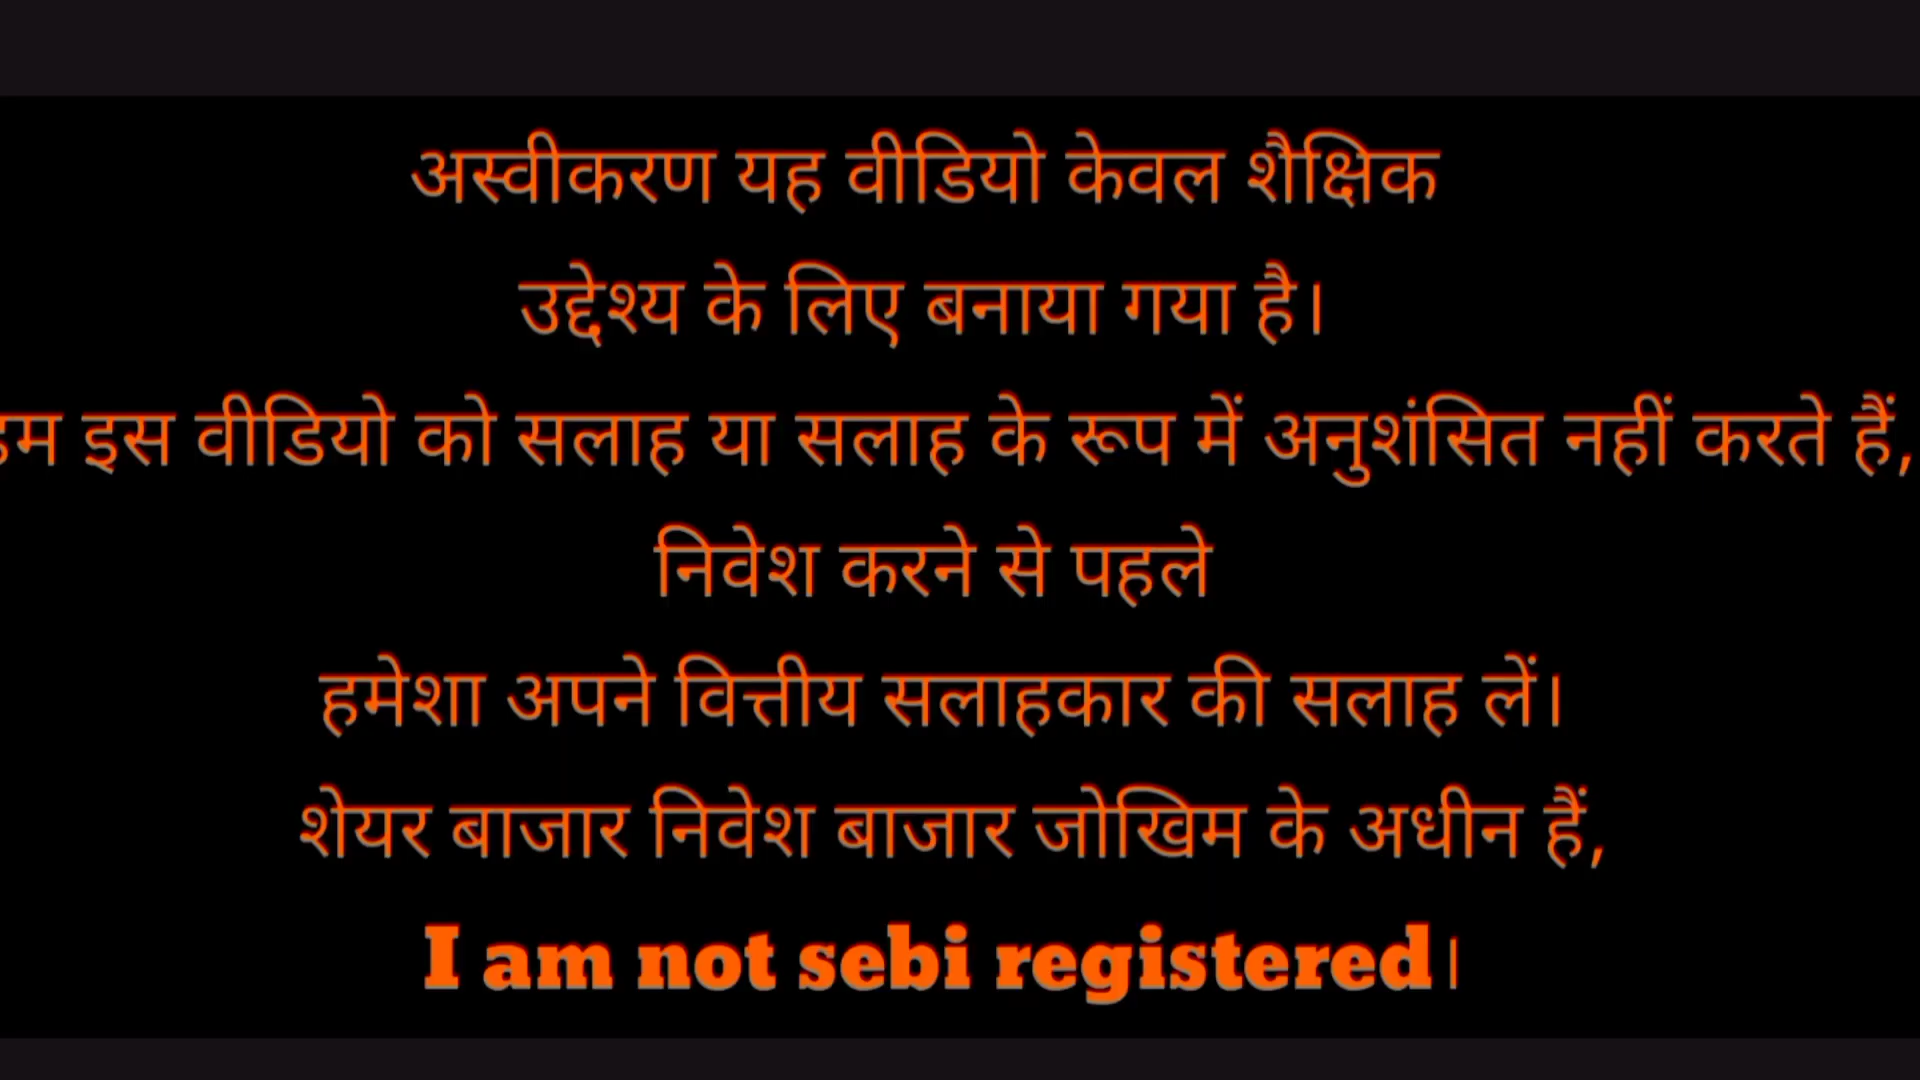 अस्वीकरण यह वीडियो केवल शैक्षिक
उद्देश्य के लिए बनाया गया है।
हम इस वीडियो को सलाह या सलाह के रूप में अनुशंसित नहीं करते हैं,
निवेश करने से पहले
हमेशा अपने वित्तीय सलाहकार की सलाह लें।
शेयर बाजार निवेश बाजार जोखिम के अधीन हैं,
I am not sebi registered।